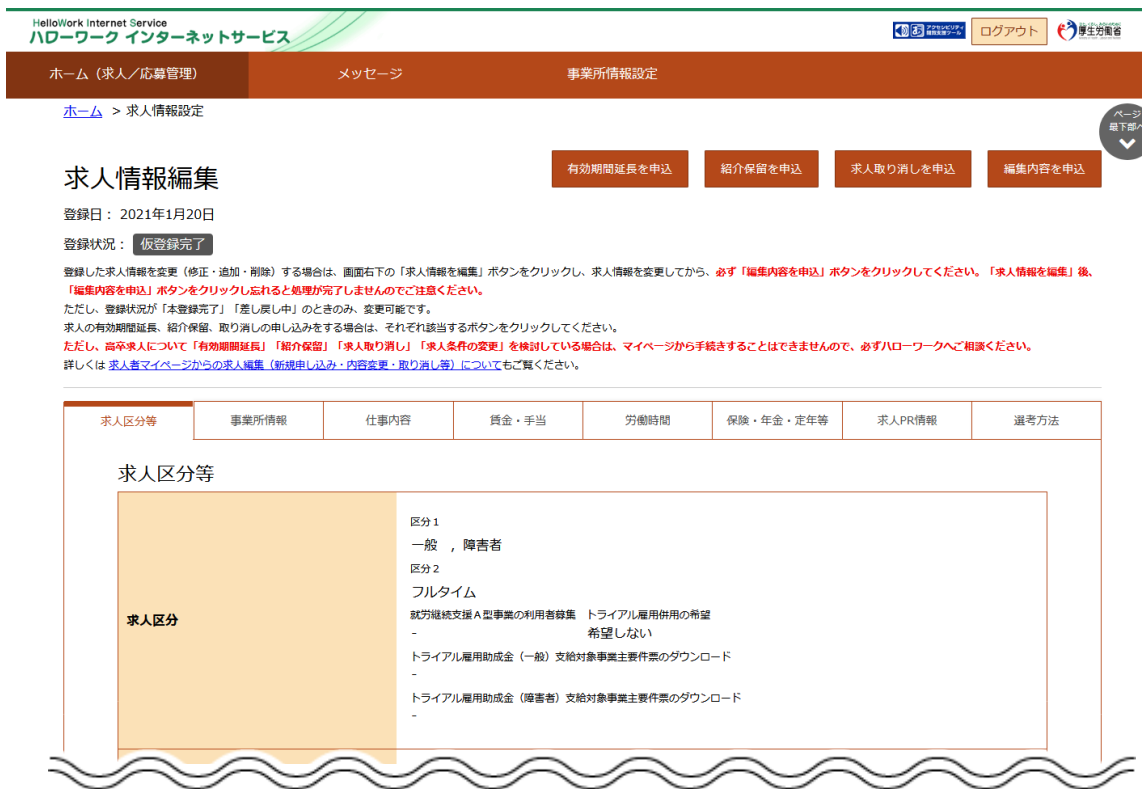 HelloWork Internet Service
ハローワーク インターネットサービス
アクセシビリティ
閲覧支援ツール
ログアウト
厚生労働省
ホーム（求人／応募管理）
メッセージ
事業所情報設定
ホーム ＞求人情報設定
ページ
最下部へ
求人情報編集
有効期間延長を申込
紹介保留を申込
求人取り消しを申込
編集内容を申込
登録日： 2021年1月20日
登録状況： 仮登録完了
登録した求人情報を変更（修正・追加・削除）する場合は、画面右下の「求人情報を編集」ボタンをクリックし、求人情報を変更してから、必ず「編集内容を申込」ボタンをクリックしてください。「求人情報を編集」後、
「編集内容を申込」ボタンをクリックし忘れると処理が完了しませんのでご注意ください。
ただし、登録状況が「本登録完了」「差し戻し中」のときのみ、変更可能です。
求人の有効期間延長、紹介保留、取り消しの申し込みをする場合は、それぞれ該当するボタンをクリックしてください。
ただし、高卒求人について「有効期間延長」「紹介保留」「求人取り消し」「求人条件の変更」を検討している場合は、マイページから手続きすることはできませんので、必ずハローワークへご相談ください。
詳しくは 求人者マイページからの求人編集（新規申し込み・内容変更・取り消し等）についてもご覧ください。
求人区分等
事業所情報
仕事内容
賃金・手当
労働時間
保険・年金・定年等
求人PR情報
選考方法
求人区分等
求人区分
区分１
一般 ，障害者
区分２
フルタイム
就労継続支援Ａ型事業の利用者募集 トライアル雇用併用の希望
- 希望しない
トライアル雇用助成金（一般）支給対象事業主要件票のダウンロード
-
トライアル雇用助成金（障害者）支給対象事業主要件票のダウンロード
-